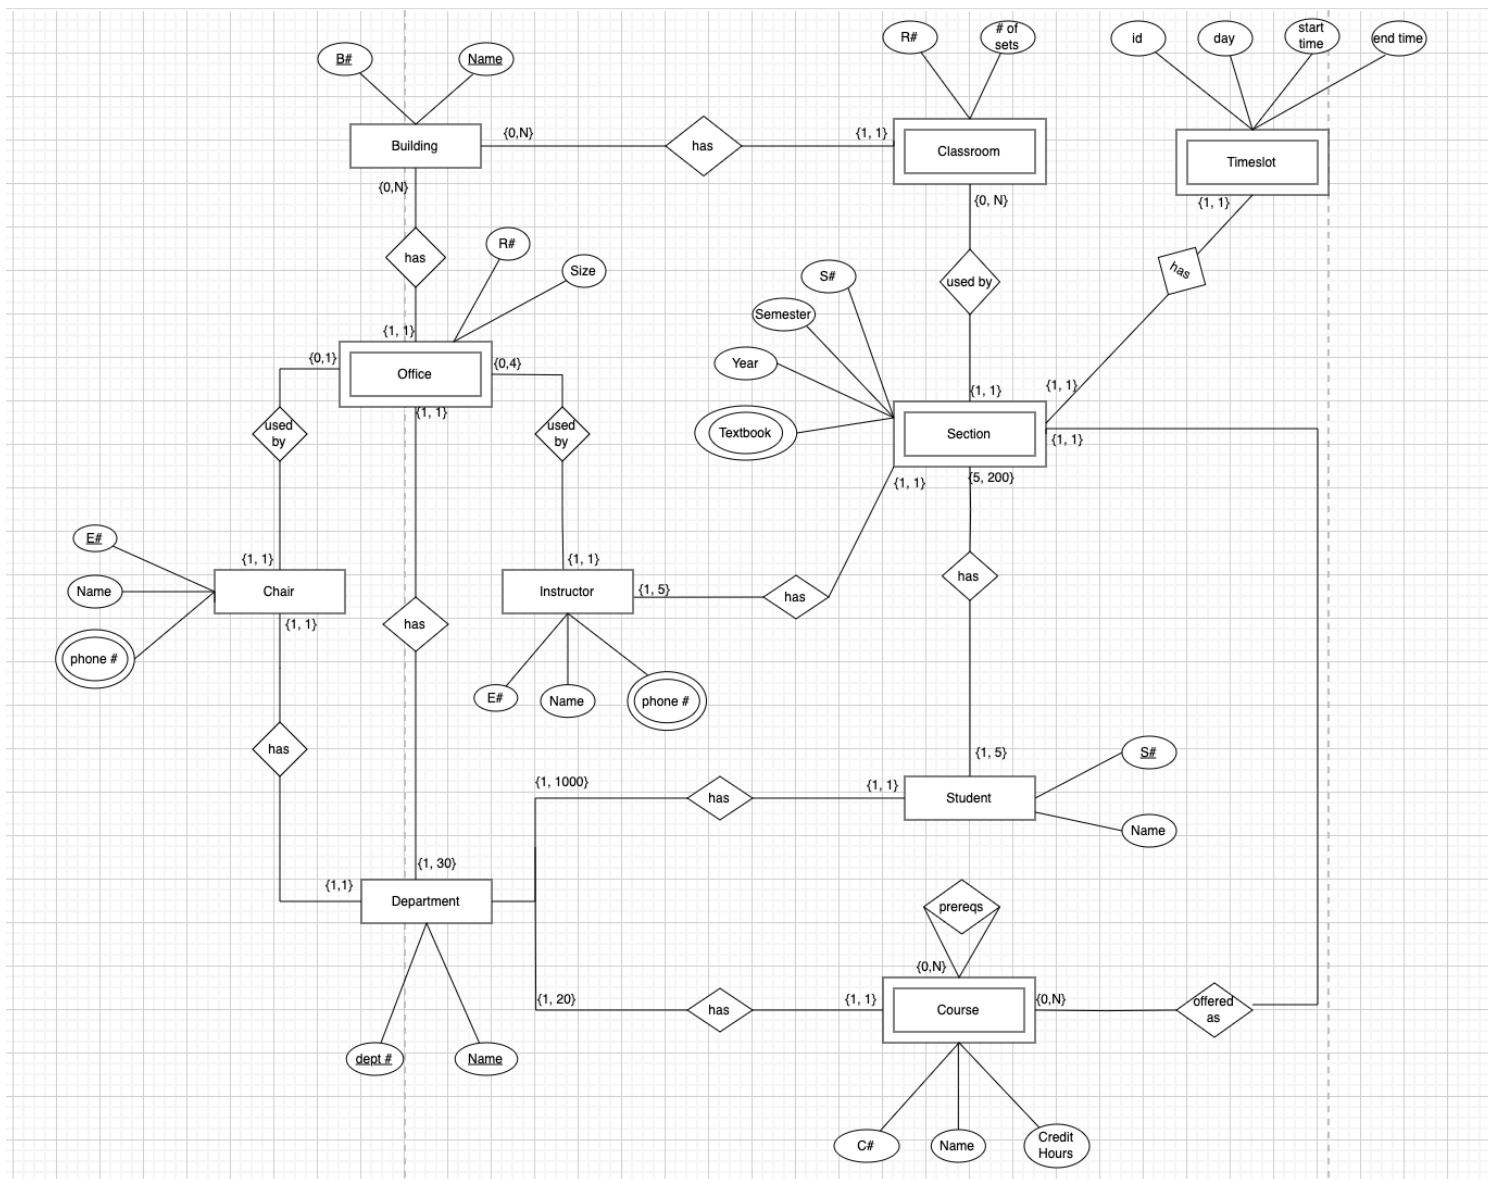 R#
# of
sets
id
day
start
time
end time
B#
Name
{0,N}
{1, 1}
Building
has
Classroom
Timeslot
{0,N}
{0, N}
{1, 1}
R#
has
Size
S#
used by
has
Semester
{1, 1}
{0,1}
Office
{0,4}
Year
{1, 1}
{1, 1}
{1, 1}
used
by
used
by
Textbook
Section
{1, 1}
{1, 1}
{5, 200}
E#
{1, 1}
{1, 1}
has
Name
Chair
Instructor
{1, 5}
has
{1, 1}
has
phone #
E#
Name
phone #
has
{1, 5}
S#
{1, 1000}
has
{1, 1}
Student
Name
{1, 30}
{1,1}
Department
prereqs
{0,N}
{1, 20}
has
{1, 1}
Course
{0,N}
offered
as
dept #
Name
C#
Name
Credit
Hours